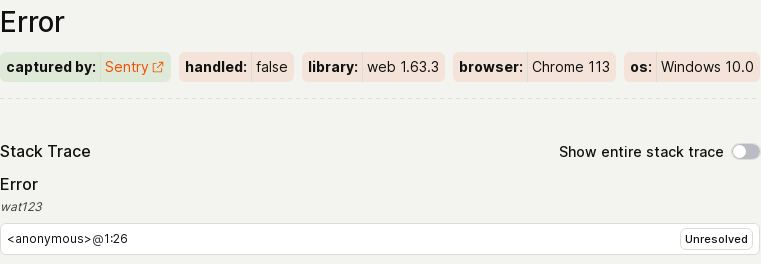 Error
captured by: Sentry handled: false library: web 1.63.3 browser: Chrome 113 os: Windows 10.0
Stack Trace Show entire stack trace
Error
wat123
<anonymous>@1:26 Unresolved